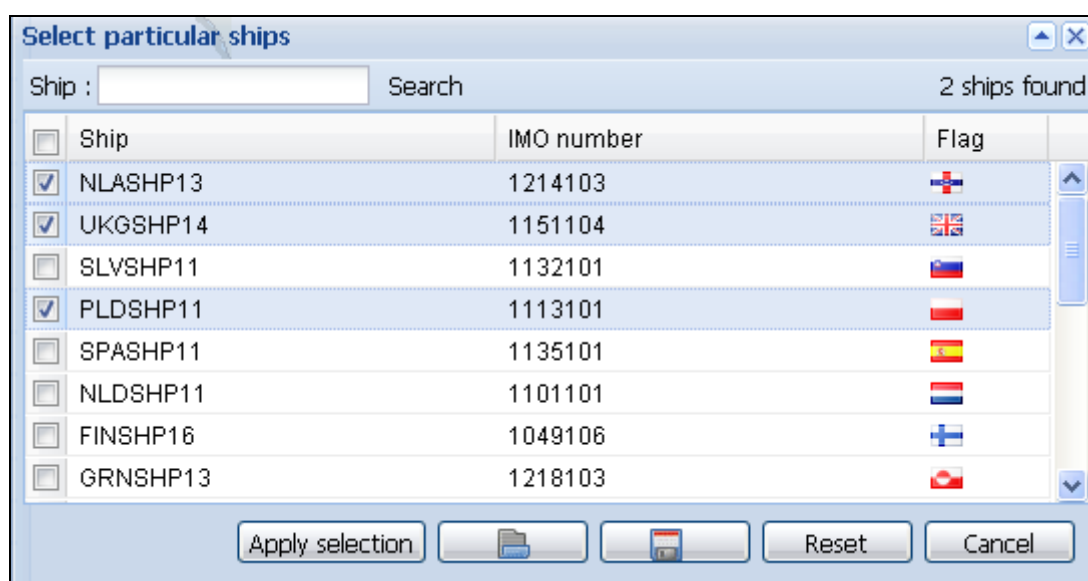 Select particular ships
Ship : Search 2 ships found
Ship IMO number Flag
NLASHP13 1214103
UKGSHP14 1151104
SLVSHP11 1132101
PLDSHP11 1113101
SPASHP11 1135101
NLDSHP11 1101101
FINSHP16 1049106
GRNSHP13 1218103
Apply selection Reset Cancel